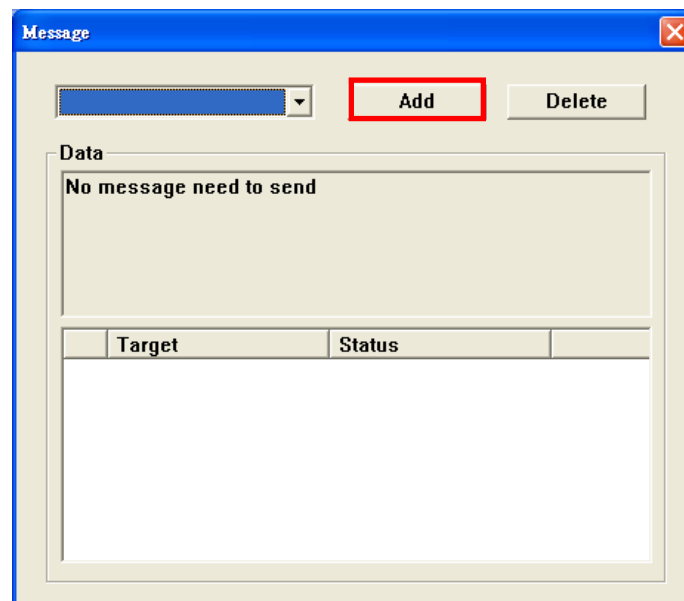 Message
Add Delete
Data
No message need to send
Target Status